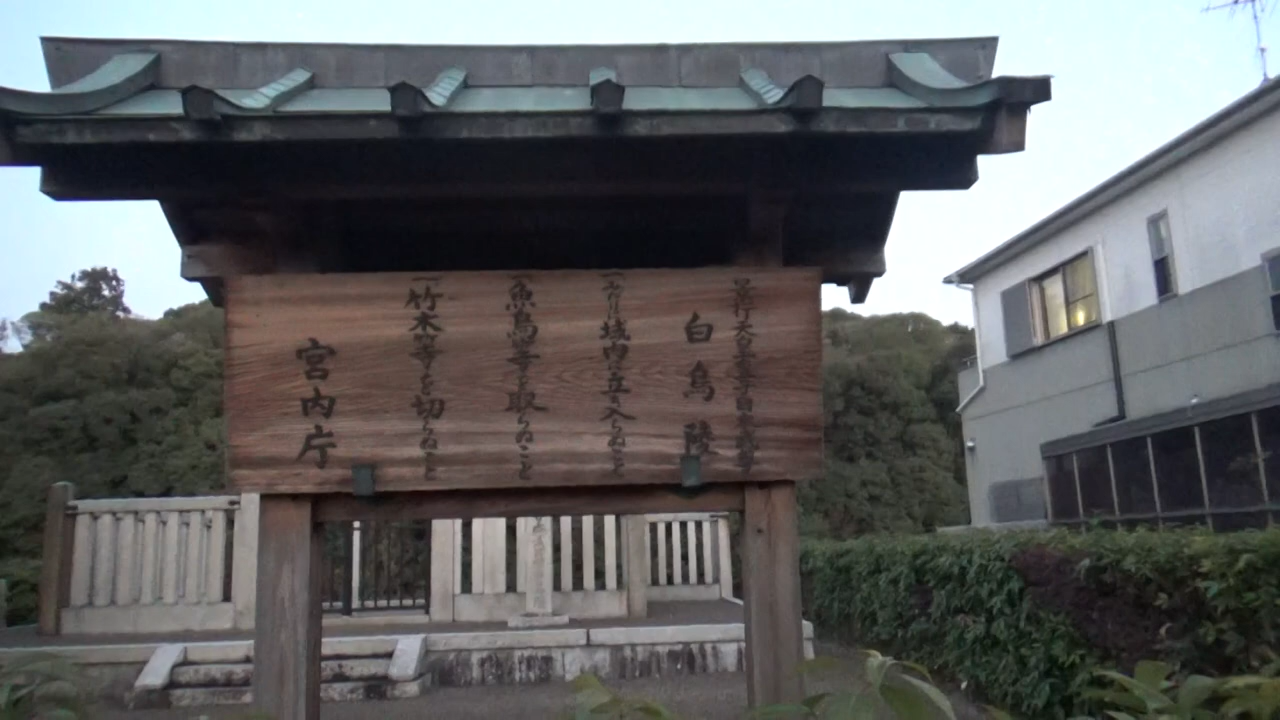 景行天皇皇子日本武尊
白鳥陵
一みだりに域内に立ち入らぬこと
一魚鳥等を取らぬこと
一竹木等を切らぬこと
宮内庁